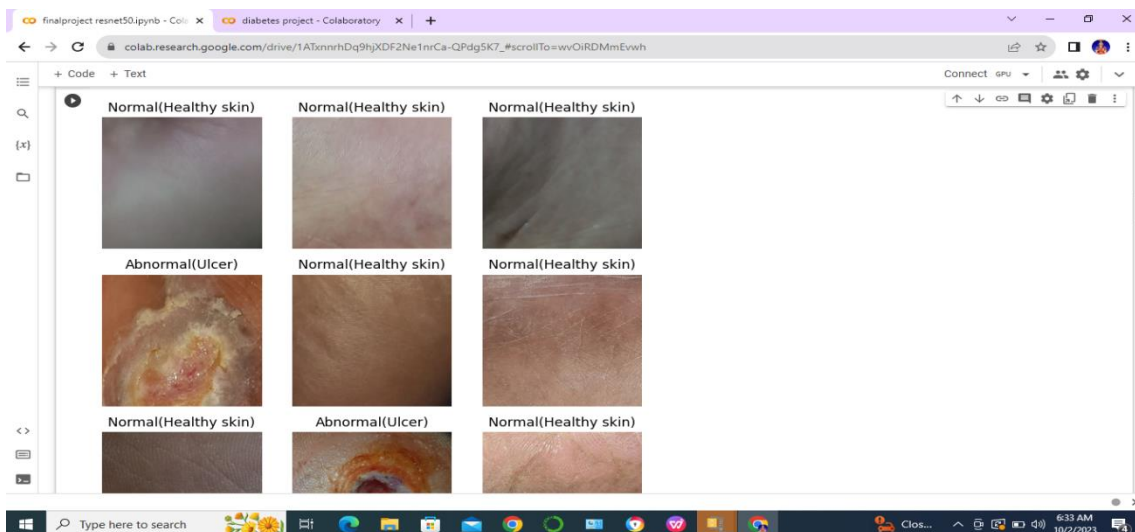 finalproject resnet50.ipynb - Cola
diabetes project - Colaboratory
colab.research.google.com/drive/1ATxnnrhDq9hjXDF2Ne1nrCa-QPdg5K7_#scrollTo=wvOiRDMmEvwh
+ Code + Text
Connect GPU
Normal(Healthy skin) Normal(Healthy skin) Normal(Healthy skin)
{x}
Abnormal(Ulcer) Normal(Healthy skin) Normal(Healthy skin)
Normal(Healthy skin) Abnormal(Ulcer) Normal(Healthy skin)
Type here to search
Clos...
6:33 AM
10/2/2023